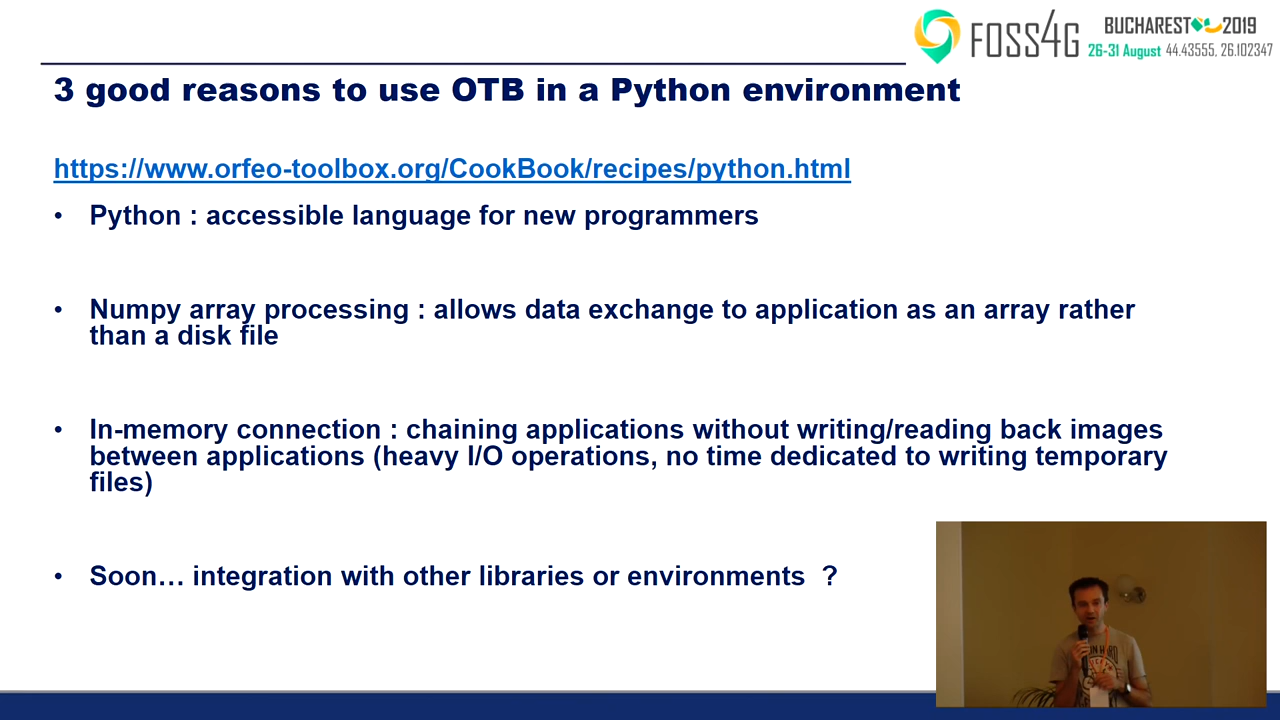 FOSS4G BUCHAREST 2019
26-31 August 44.43555, 26.102347
3 good reasons to use OTB in a Python environment
https://www.orfeo-toolbox.org/CookBook/recipes/python.html
• Python : accessible language for new programmers
• Numpy array processing : allows data exchange to application as an array rather
than a disk file
• In-memory connection : chaining applications without writing/reading back images
between applications (heavy I/O operations, no time dedicated to writing temporary
files)
• Soon… integration with other libraries or environments ?